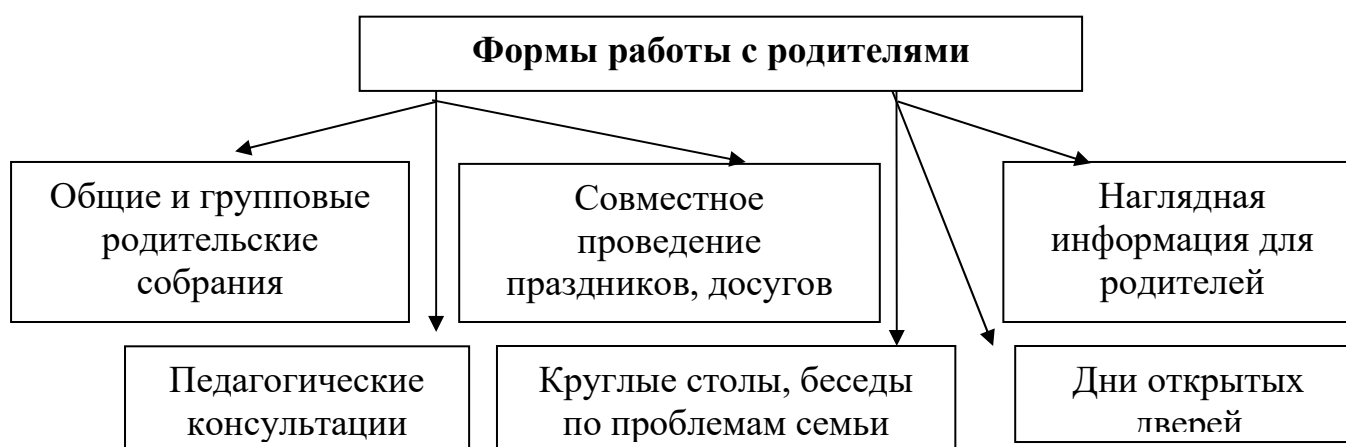 Формы работы с родителями
Общие и групповые
родительские
собрания
Совместное
проведение
праздников, досугов
Наглядная
информация для
родителей
Педагогические
консультации
Круглые столы, беседы
по проблемам семьи
Дни открытых
дверей